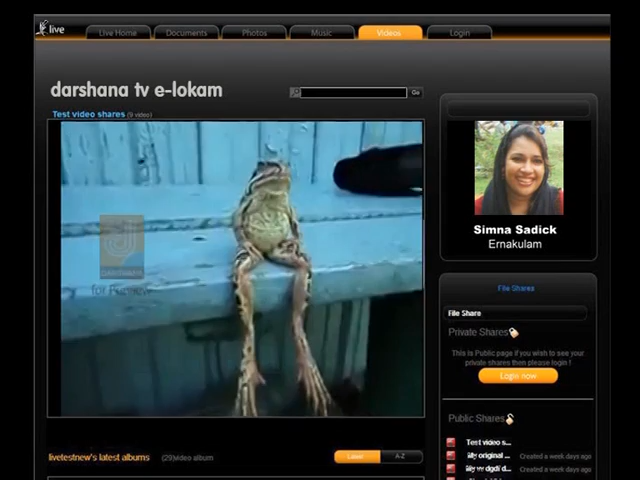 live
Live Home
Documents
Photos
Music
Videos
Login
darshana tv e-lokam
Go
Test video shares (9 video)
for Preview
Simna Sadick
Ernakulam
File Shares
File Share
Private Shares
This is Public page if you wish to see your
private shares then please login !
Login now
Public Shares
Test video s...
My original ... Created a week days ago
Created a week days ago
livetestnew's latest albums (29)video album
Latest A-Z